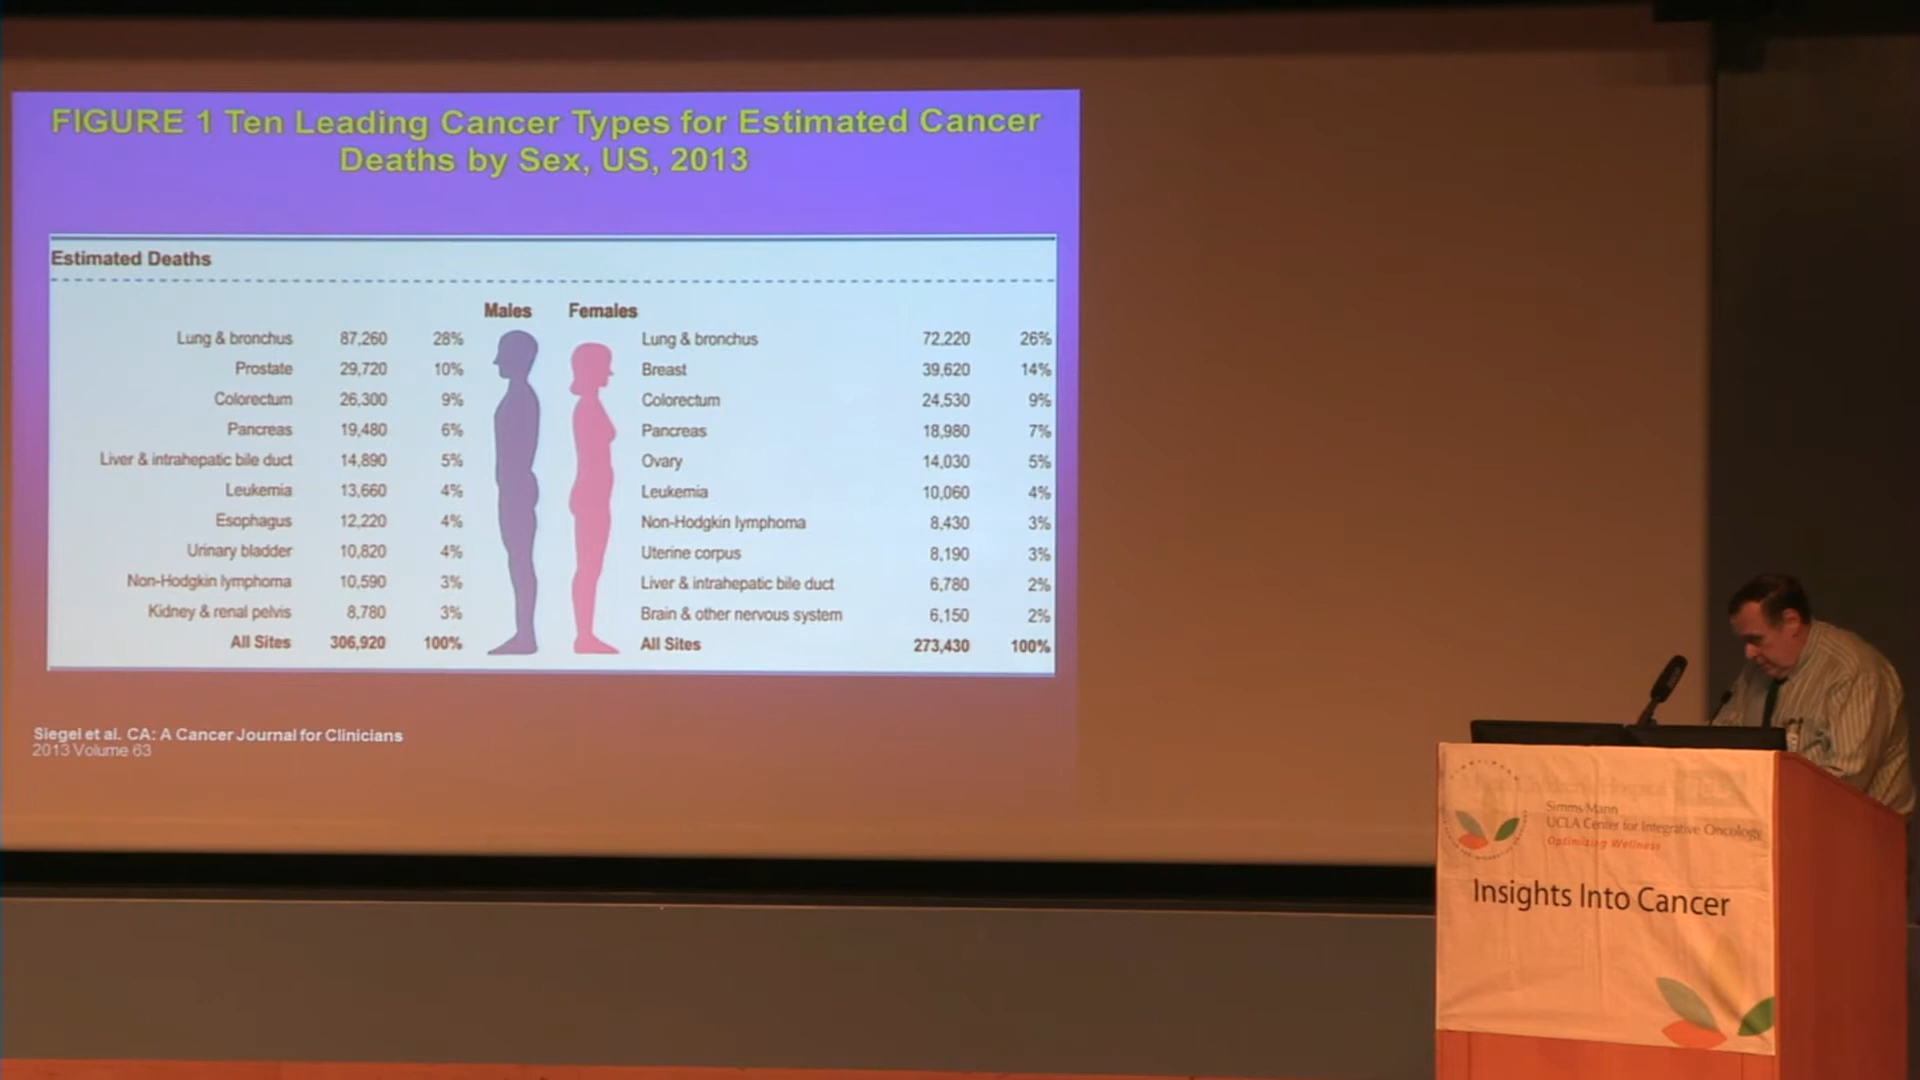 FIGURE 1 Ten Leading Cancer Types for Estimated Cancer
Deaths by Sex, US, 2013
Estimated Deaths
Males Females
Lung & bronchus 87,260 28% Lung & bronchus 72,220 26%
Prostate 29,720 10% Breast 39,620 14%
Colorectum 26,300 9% Colorectum 24,530 9%
Pancreas 19,480 6% Pancreas 18,980 7%
Liver & intrahepatic bile duct 14,890 5% Ovary 14,030 5%
Leukemia 13,660 4% Leukemia 10,060 4%
Esophagus 12,220 4% Non-Hodgkin lymphoma 8,430 3%
Urinary bladder 10,820 4% Uterine corpus 8,190 3%
Non-Hodgkin lymphoma 10,590 3% Liver & intrahepatic bile duct 6,780 2%
Kidney & renal pelvis 8,780 3% Brain & other nervous system 6,150 2%
All Sites 306,920 100% All Sites 273,430 100%
Siegel et al. CA: A Cancer Journal for Clinicians
2013 Volume 63
Simms/Mann
UCLA Center for Integrative Oncology
Optimizing Wellness
Insights Into Cancer